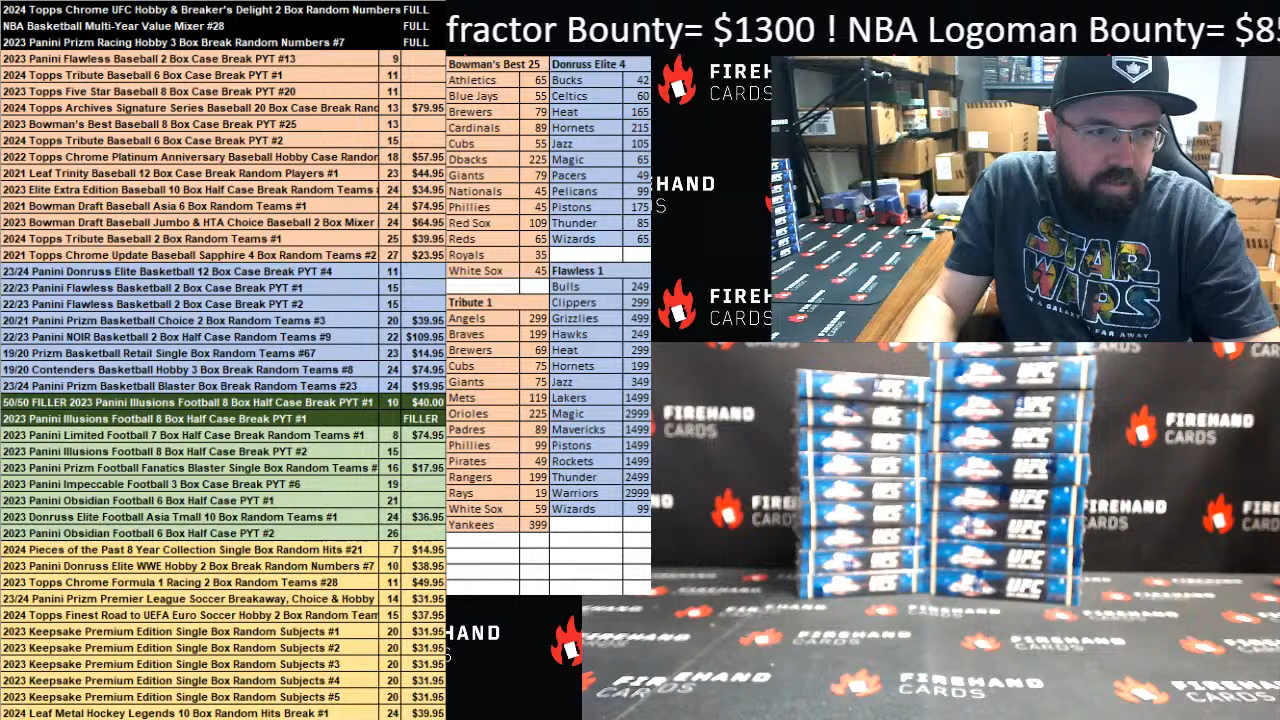 fractor Bounty= $1300 ! NBA Logoman Bounty= $8
2024 Topps Chrome UFC Hobby & Breaker's Delight 2 Box Random Numbers FULL
NBA Basketball Multi-Year Value Mixer #28 FULL
2023 Panini Prizm Racing Hobby 3 Box Break Random Numbers #7 FULL
2023 Panini Flawless Baseball 2 Box Case Break PYT #13 9
2024 Topps Tribute Baseball 6 Box Case Break PYT #1 11
2023 Topps Five Star Baseball 8 Box Case Break PYT #20 11
2024 Topps Archives Signature Series Baseball 20 Box Case Break Ranc 13 $79.95
2023 Bowman's Best Baseball 8 Box Case Break PYT #25 13
2024 Topps Tribute Baseball 6 Box Case Break PYT #2 15
2022 Topps Chrome Platinum Anniversary Baseball Hobby Case Randor 18 $57.95
2021 Leaf Trinity Baseball 12 Box Case Break Random Players #1 23 $44.95
2023 Elite Extra Edition Baseball 10 Box Half Case Break Random Teams 24 $34.95
2021 Bowman Draft Baseball Asia 6 Box Random Teams #1 24 $74.95
2023 Bowman Draft Baseball Jumbo & HTA Choice Baseball 2 Box Mixer 24 $64.95
2024 Topps Tribute Baseball 2 Box Random Teams #1 25 $39.95
2021 Topps Chrome Update Baseball Sapphire 4 Box Random Teams #2 27 $23.95
23/24 Panini Donruss Elite Basketball 12 Box Case Break PYT #4 11
22/23 Panini Flawless Basketball 2 Box PYT #1 15
22/23 Panini Flawless Basketball 2 Box PYT #2 15
20/21 Panini Prizm Basketball Choice 2 Box Random Teams #3 20 $39.95
22/23 Panini NOIR Basketball 2 Box Random Teams #9 22 $109.95
19/20 Prizm Basketball Retail Single Box Random Teams #67 23 $14.95
19/20 Contenders Basketball Hobby 3 Box Random Teams #8 24 $74.95
23/24 Panini Prizm Basketball Blaster Box Random Teams #23 24 $19.95
50/50 FILLER 2023 Panini Illusions Football 8 Box Half Case Break PYT #1 10 $40.00
2023 Panini Illusions Football 8 Box Half Case Break PYT #1 FILLER
2023 Panini Limited Football 7 Box Half Case Break Random Teams #1 8 $74.95
2023 Panini Illusions Football 8 Box Half Case Break PYT #2 15
2023 Panini Prizm Football Fanatics Blaster Single Box Random Teams # 16 $17.95
2023 Panini Impeccable Football 3 Box Case Break PYT #6 19
2023 Panini Obsidian Football 6 Box Half Case PYT #1 21
2023 Donruss Elite Football Asia Tmall 10 Box Random Teams #1 24 $36.95
2023 Panini Obsidian Football 6 Box Half Case PYT #2 26
2024 Pieces of the Past 8 Year Collection Single Box Random Hits #21 7 $14.95
2023 Panini Donruss Elite WWE Hobby 2 Box Random Numbers #7 10 $38.95
2023 Topps Chrome Formula 1 Racing 2 Box Random Teams #28 11 $49.95
23/24 Panini Prizm Premier League Soccer Breakaway, Choice & Hobby 14 $31.95
2024 Topps Finest Road to UEFA Euro Soccer Hobby 2 Box Random Team 15 $37.95
2023 Keepsake Premium Edition Single Box Random Subjects #1 20 $31.95
2023 Keepsake Premium Edition Single Box Random Subjects #2 20 $31.95
2023 Keepsake Premium Edition Single Box Random Subjects #3 20 $31.95
2023 Keepsake Premium Edition Single Box Random Subjects #4 20 $31.95
2023 Keepsake Premium Edition Single Box Random Subjects #5 20 $31.95
2024 Leaf Metal Hockey Legends 10 Box Random Hits Break #1 24 $39.95
Bowman's Best 25
Athletics 65
Blue Jays 55
Brewers 79
Cardinals 89
Cubs 55
Dbacks 225
Giants 79
Nationals 45
Phillies 45
Red Sox 109
Reds 65
Royals 35
White Sox 45
Tribute 1
Angels 299
Braves 199
Brewers 69
Cubs 75
Giants 75
Mets 119
Orioles 225
Padres 89
Phillies 99
Pirates 49
Rangers 199
Rays 19
White Sox 59
Yankees 399
Donruss Elite 4
Bucks 42
Celtics 60
Heat 165
Hornets 215
Jazz 105
Magic 65
Pacers 49
Pelicans 99
Pistons 175
Thunder 85
Wizards 65
Flawless 1
Bulls 249
Clippers 299
Grizzlies 499
Hawks 249
Heat 299
Hornets 199
Jazz 349
Lakers 1499
Magic 2999
Mavericks 1499
Pistons 1499
Rockets 1499
Thunder 2499
Warriors 2999
Wizards 99
FIREH
CARDS
HAND
FIREH
CARDS
HAND
STAR
WARS
IN A GALAXY FAR AWAY
UFC
UFC
UFC
UFC
UFC
UFC
UFC
UFC
FIREHAND
CARDS
FIREHAND
CARDS
FIREHAND
CARDS
FIREHAND
CARDS
FIREHAND
CARDS